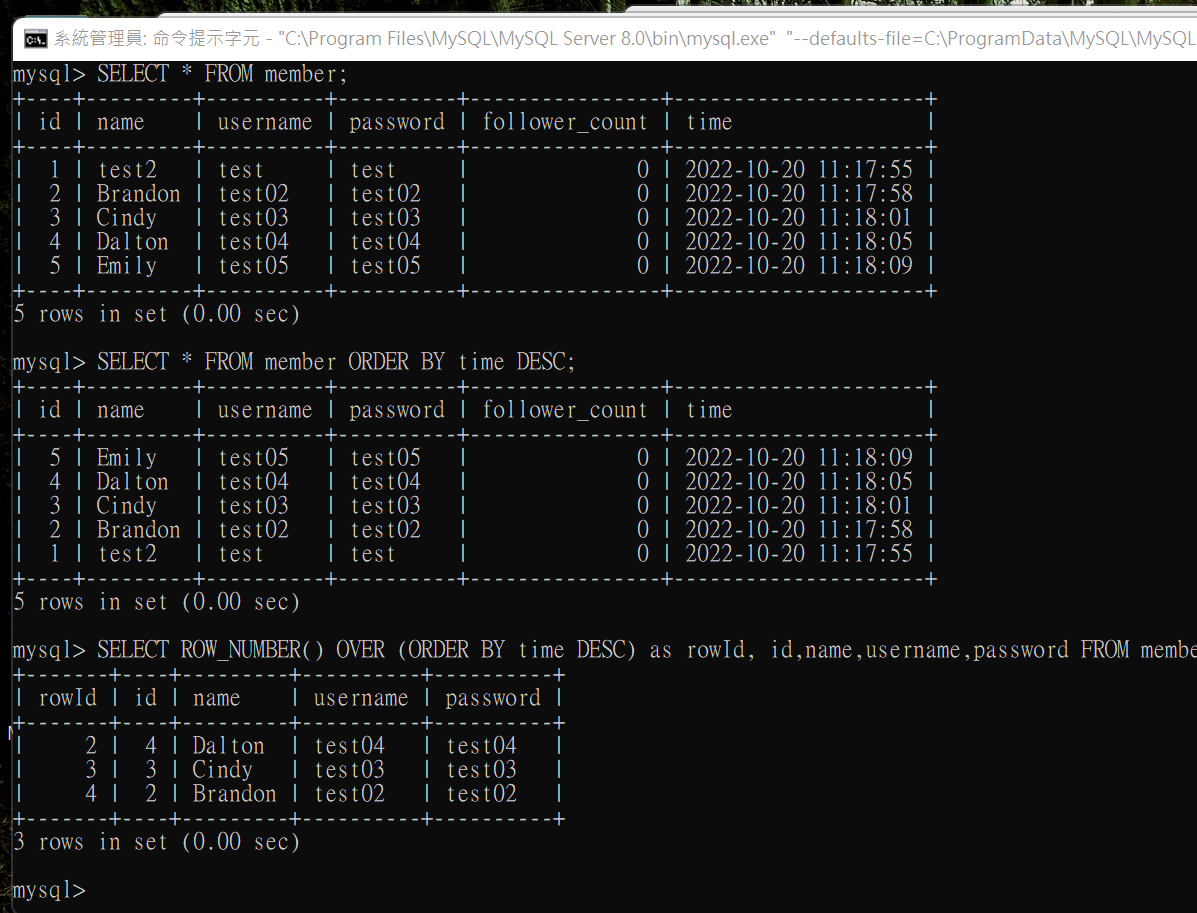 系統管理員: 命令提示字元 - "C:\Program Files\MySQL\MySQL Server 8.0\bin\mysql.exe" "--defaults-file=C:\ProgramData\MySQL\MySQL
mysql> SELECT * FROM member;
+----+---------+----------+----------+----------------+---------------------+
| id | name    | username | password | follower_count | time                |
+----+---------+----------+----------+----------------+---------------------+
|  1 | test2   | test     | test     |              0 | 2022-10-20 11:17:55 |
|  2 | Brandon | test02   | test02   |              0 | 2022-10-20 11:17:58 |
|  3 | Cindy   | test03   | test03   |              0 | 2022-10-20 11:18:01 |
|  4 | Dalton  | test04   | test04   |              0 | 2022-10-20 11:18:05 |
|  5 | Emily   | test05   | test05   |              0 | 2022-10-20 11:18:09 |
+----+---------+----------+----------+----------------+---------------------+
5 rows in set (0.00 sec)
mysql> SELECT * FROM member ORDER BY time DESC;
+----+---------+----------+----------+----------------+---------------------+
| id | name    | username | password | follower_count | time                |
+----+---------+----------+----------+----------------+---------------------+
|  5 | Emily   | test05   | test05   |              0 | 2022-10-20 11:18:09 |
|  4 | Dalton  | test04   | test04   |              0 | 2022-10-20 11:18:05 |
|  3 | Cindy   | test03   | test03   |              0 | 2022-10-20 11:18:01 |
|  2 | Brandon | test02   | test02   |              0 | 2022-10-20 11:17:58 |
|  1 | test2   | test     | test     |              0 | 2022-10-20 11:17:55 |
+----+---------+----------+----------+----------------+---------------------+
5 rows in set (0.00 sec)
mysql> SELECT ROW_NUMBER() OVER (ORDER BY time DESC) as rowId, id,name,username,password FROM membe
+-------+----+---------+----------+----------+
| rowId | id | name    | username | password |
+-------+----+---------+----------+----------+
|     2 |  4 | Dalton  | test04   | test04   |
|     3 |  3 | Cindy   | test03   | test03   |
|     4 |  2 | Brandon | test02   | test02   |
+-------+----+---------+----------+----------+
3 rows in set (0.00 sec)
mysql>